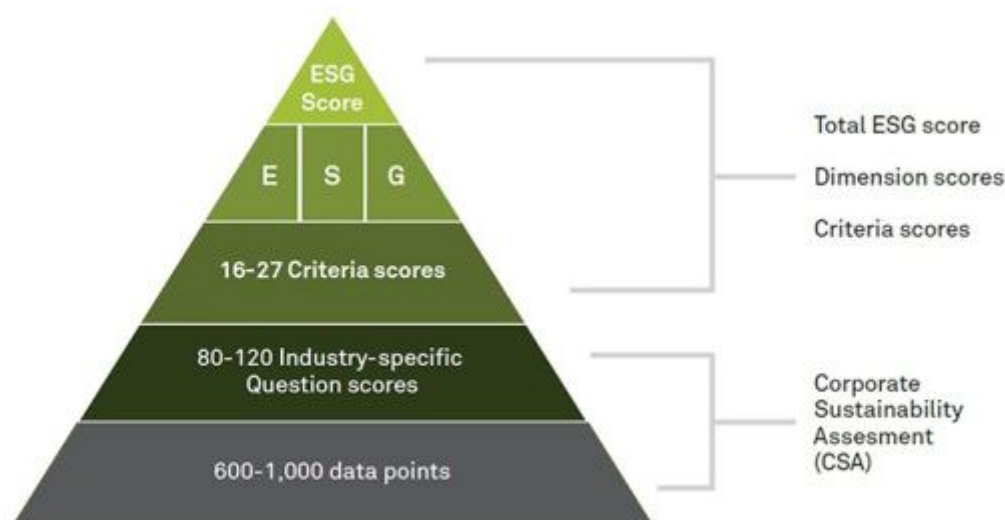 ESG
Score
E S G
16-27 Criteria scores
80-120 Industry-specific
Question scores
600-1,000 data points
Total ESG score
Dimension scores
Criteria scores
Corporate
Sustainability
Assesment
(CSA)